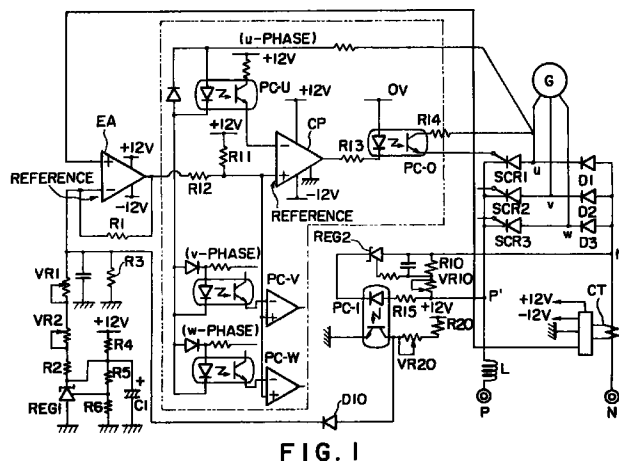 (u-PHASE)
+12V
PC-U
R11
+12V
+12V
CP
0V
R13
R14
PC-O
-12V
REFERENCE
G
EA
+12V
-12V
REFERENCE
R1
R12
SCR1
u
D1
SCR2
v
D2
SCR3
w
D3
REG2
R10
VR10
P'
+12V
PC-1
R15
R20
VR20
N'
+12V
-12V
CT
L
P
N
VR1
R3
VR2
+12V
R4
R2
R5
R6
REG1
C1
+
(v-PHASE)
PC-V
(w-PHASE)
PC-W
D10
FIG. 1